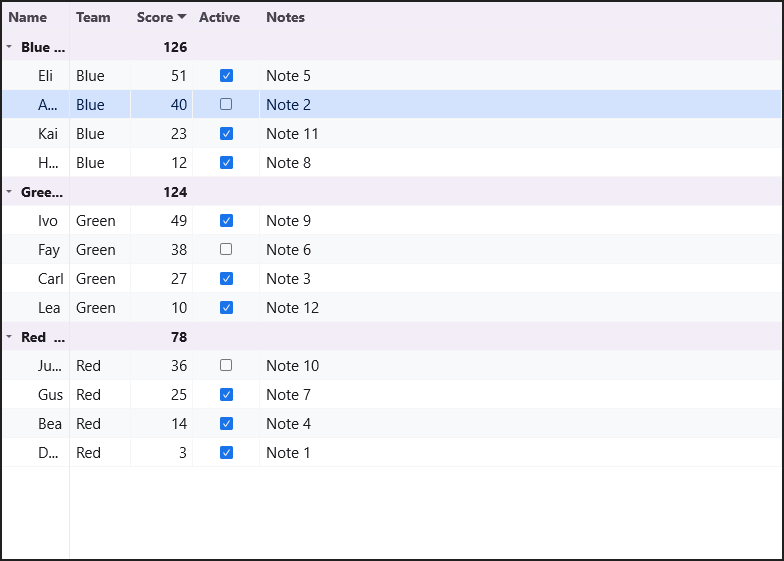 Name Team Score Active Notes
Blue ... 126
Eli Blue 51 Note 5
A... Blue 40 Note 2
Kai Blue 23 Note 11
H... Blue 12 Note 8
Gree... 124
Ivo Green 49 Note 9
Fay Green 38 Note 6
Carl Green 27 Note 3
Lea Green 10 Note 12
Red ... 78
Ju... Red 36 Note 10
Gus Red 25 Note 7
Bea Red 14 Note 4
D... Red 3 Note 1